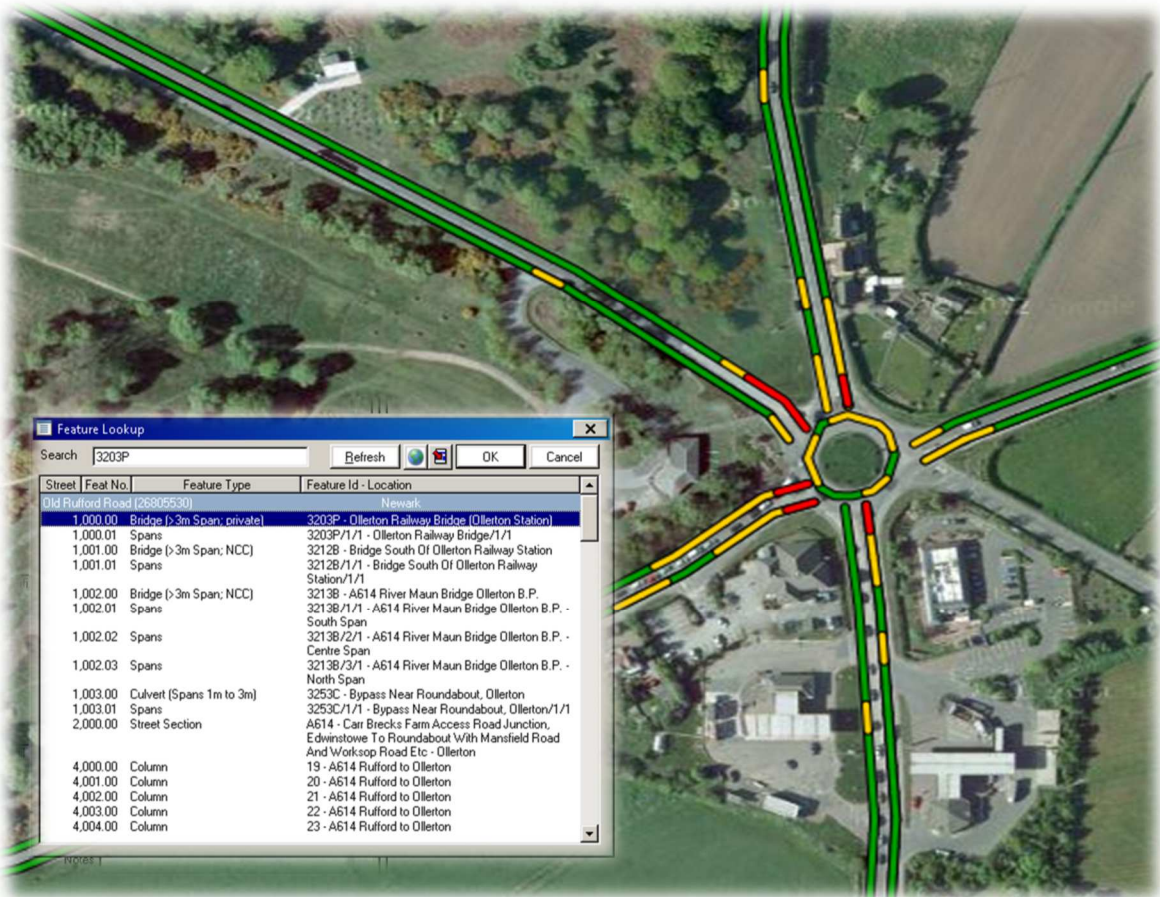 Feature Lookup
Search 3203P Refresh OK Cancel
Street Feat No. Feature Type Feature Id - Location
Old Rufford Road (26805530) Newark
1,000.00 Bridge (>3m Span; private) 3203P - Ollerton Railway Bridge (Ollerton Station)
1,000.01 Spans 3203P/1/1 - Ollerton Railway Bridge/1/1
1,001.00 Bridge (>3m Span; NCC) 3212B - Bridge South Of Ollerton Railway Station
1,001.01 Spans 3212B/1/1 - Bridge South Of Ollerton Railway
Station/1/1
1,002.00 Bridge (>3m Span; NCC) 3213B - A614 River Maun Bridge Ollerton B.P.
1,002.01 Spans 3213B/1/1 - A614 River Maun Bridge Ollerton B.P. -
South Span
1,002.02 Spans 3213B/2/1 - A614 River Maun Bridge Ollerton B.P. -
Centre Span
1,002.03 Spans 3213B/3/1 - A614 River Maun Bridge Ollerton B.P. -
North Span
1,003.00 Culvert (Spans 1m to 3m) 3253C - Bypass Near Roundabout, Ollerton
1,003.01 Spans 3253C/1/1 - Bypass Near Roundabout, Ollerton/1/1
2,000.00 Street Section A614 - Carr Brecks Farm Access Road Junction,
Edwinstowe To Roundabout With Mansfield Road
And Worksop Road Etc - Ollerton
4,000.00 Column 19 - A614 Rufford to Ollerton
4,001.00 Column 20 - A614 Rufford to Ollerton
4,002.00 Column 21 - A614 Rufford to Ollerton
4,003.00 Column 22 - A614 Rufford to Ollerton
4,004.00 Column 23 - A614 Rufford to Ollerton
Notes